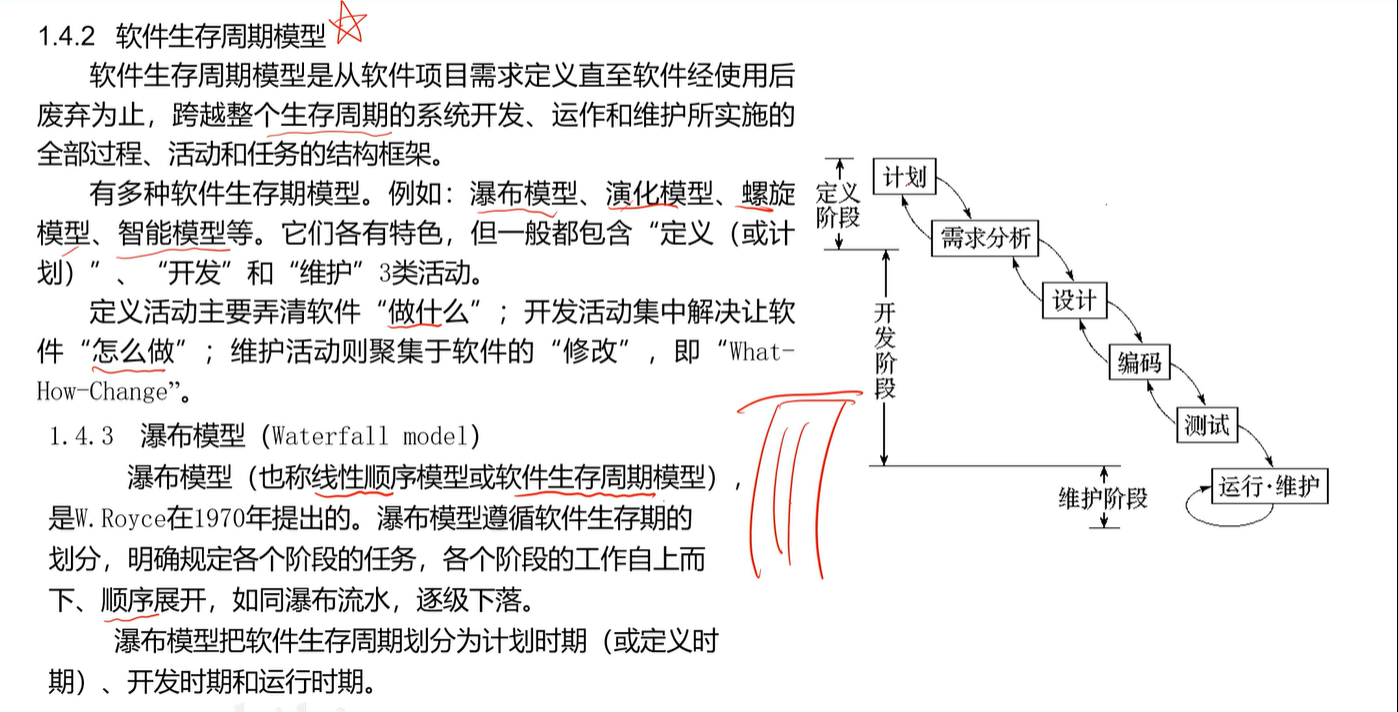 1.4.2 软件生存周期模型
软件生存周期模型是从软件项目需求定义直至软件经使用后
废弃为止，跨越整个生存周期的系统开发、运作和维护所实施的
全部过程、活动和任务的结构框架。
有多种软件生存期模型。例如：瀑布模型、演化模型、螺旋
模型、智能模型等。它们各有特色，但一般都包含“定义（或计
划）”、“开发”和“维护”3类活动。
定义活动主要弄清软件“做什么”；开发活动集中解决让软
件“怎么做”；维护活动则聚集于软件的“修改”，即“What-
How-Change”。
1.4.3 瀑布模型（Waterfall model）
瀑布模型（也称线性顺序模型或软件生存周期模型），
是W.Royce在1970年提出的。瀑布模型遵循软件生存期的
划分，明确规定各个阶段的任务，各个阶段的工作自上而
下、顺序展开，如同瀑布流水，逐级下落。
瀑布模型把软件生存周期划分为计划时期（或定义时
期）、开发时期和运行时期。
定义
阶段
计划
需求分析
开
发
阶
段
设计
编码
测试
维护阶段
运行·维护